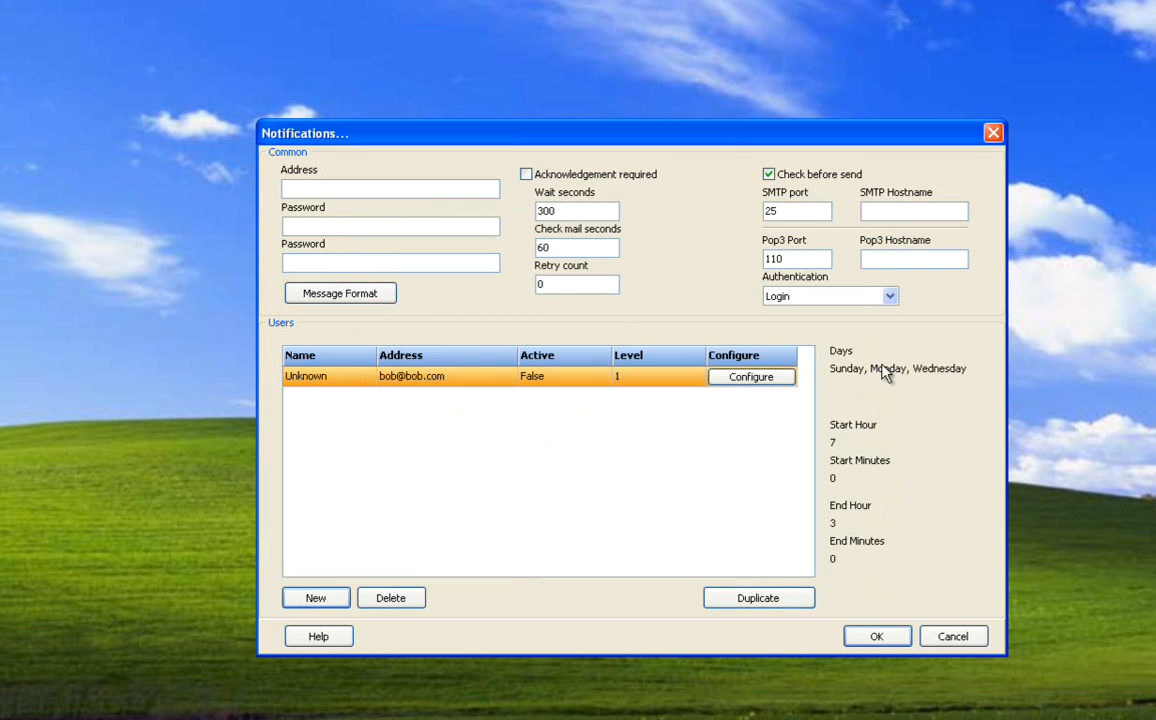 Notifications...
Common
Address
Password
Password
Message Format
Acknowledgement required
Wait seconds
300
Check mail seconds
60
Retry count
0
Check before send
SMTP port
SMTP Hostname
25
Pop3 Port
Pop3 Hostname
110
Authentication
Login
Users
Name Address Active Level Configure
Unknown bob@bob.com False 1 Configure
Days
Sunday, Monday, Wednesday
Start Hour
7
Start Minutes
0
End Hour
3
End Minutes
0
New
Delete
Duplicate
Help
OK
Cancel